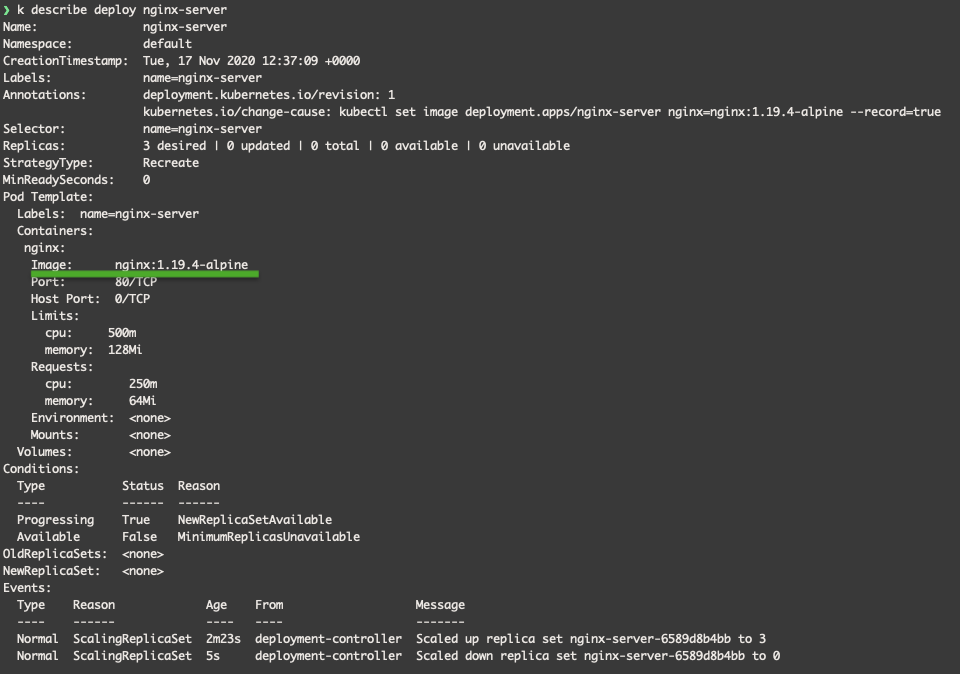 ❯ k describe deploy nginx-server
Name:                   nginx-server
Namespace:              default
CreationTimestamp:  Tue, 17 Nov 2020 12:37:09 +0000
Labels:                 name=nginx-server
Annotations:            deployment.kubernetes.io/revision: 1
                        kubernetes.io/change-cause: kubectl set image deployment.apps/nginx-server nginx=nginx:1.19.4-alpine --record=true
Selector:               name=nginx-server
Replicas:               3 desired | 0 updated | 0 total | 0 available | 0 unavailable
StrategyType:           Recreate
MinReadySeconds:        0
Pod Template:
  Labels:  name=nginx-server
  Containers:
   nginx:
    Image:      nginx:1.19.4-alpine
    Port:       80/TCP
    Host Port:  0/TCP
    Limits:
      cpu:     500m
      memory:  128Mi
    Requests:
      cpu:        250m
      memory:     64Mi
    Environment:  <none>
    Mounts:       <none>
  Volumes:        <none>
Conditions:
  Type           Status  Reason
  ----           ------  ------
  Progressing    True    NewReplicaSetAvailable
  Available      False   MinimumReplicasUnavailable
OldReplicaSets:  <none>
NewReplicaSet:   <none>
Events:
  Type    Reason             Age    From                   Message
  ----    ------             ----   ----                   -------
  Normal  ScalingReplicaSet  2m23s  deployment-controller  Scaled up replica set nginx-server-6589d8b4bb to 3
  Normal  ScalingReplicaSet  5s     deployment-controller  Scaled down replica set nginx-server-6589d8b4bb to 0